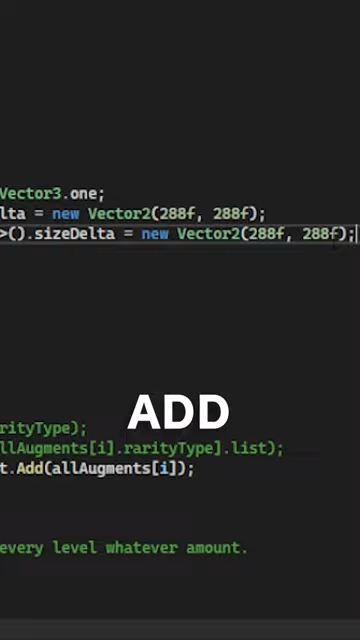 Vector3.one;
lta = new Vector2(288f, 288f);
>().sizeDelta = new Vector2(288f, 288f);
ADD
rarityType);
llAugments[i].rarityType].list);
t.Add(allAugments[i]);
every level whatever amount.